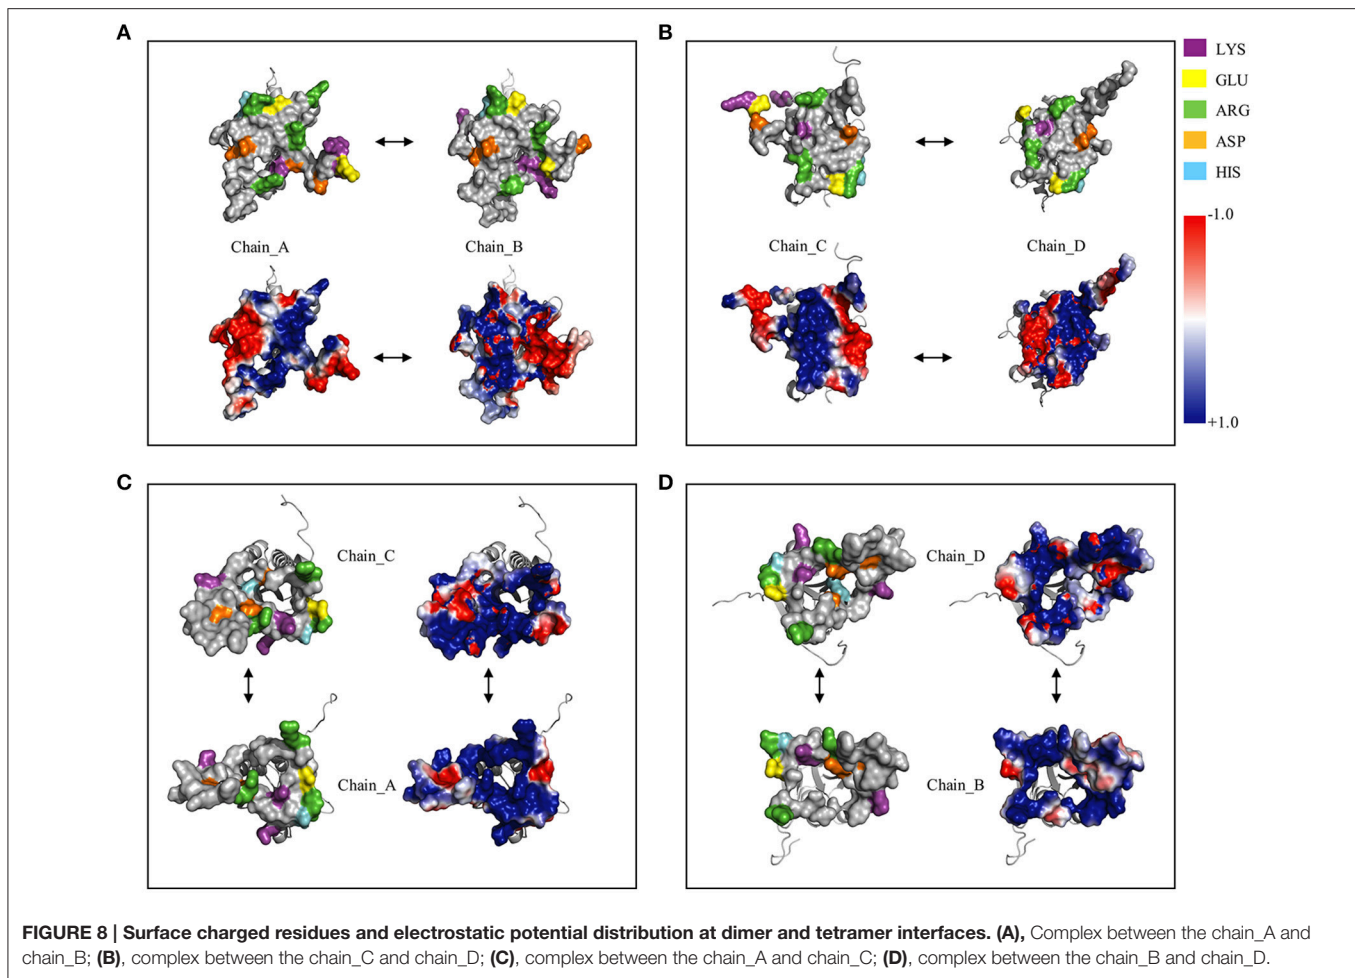 A
B
LYS
GLU
ARG
ASP
HIS
Chain_A
Chain_B
Chain_C
Chain_D
-1.0
+1.0
C
D
Chain_C
Chain_D
Chain_A
Chain_B
FIGURE 8 | Surface charged residues and electrostatic potential distribution at dimer and tetramer interfaces. (A), Complex between the chain_A and
chain_B; (B), complex between the chain_C and chain_D; (C), complex between the chain_A and chain_C; (D), complex between the chain_B and chain_D.